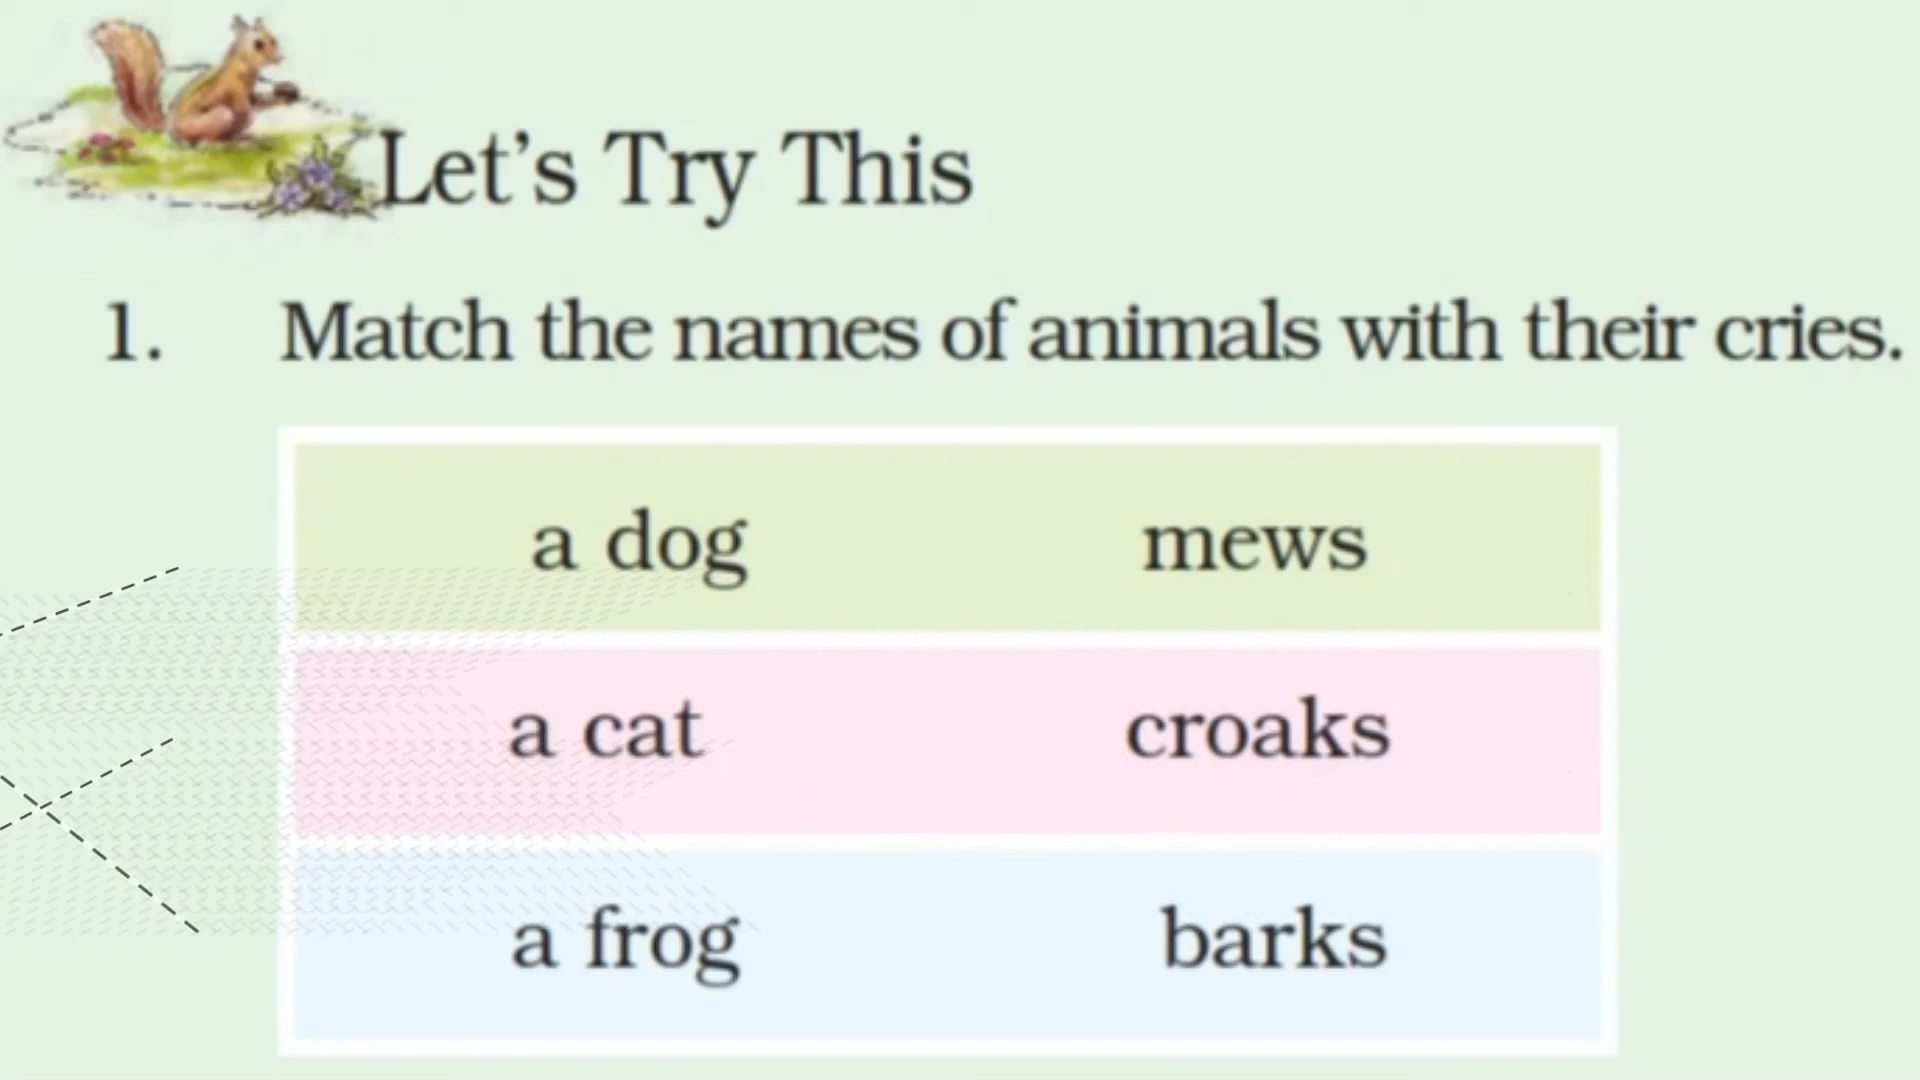 Let's Try This
1. Match the names of animals with their cries.
a dog mews
a cat croaks
a frog barks